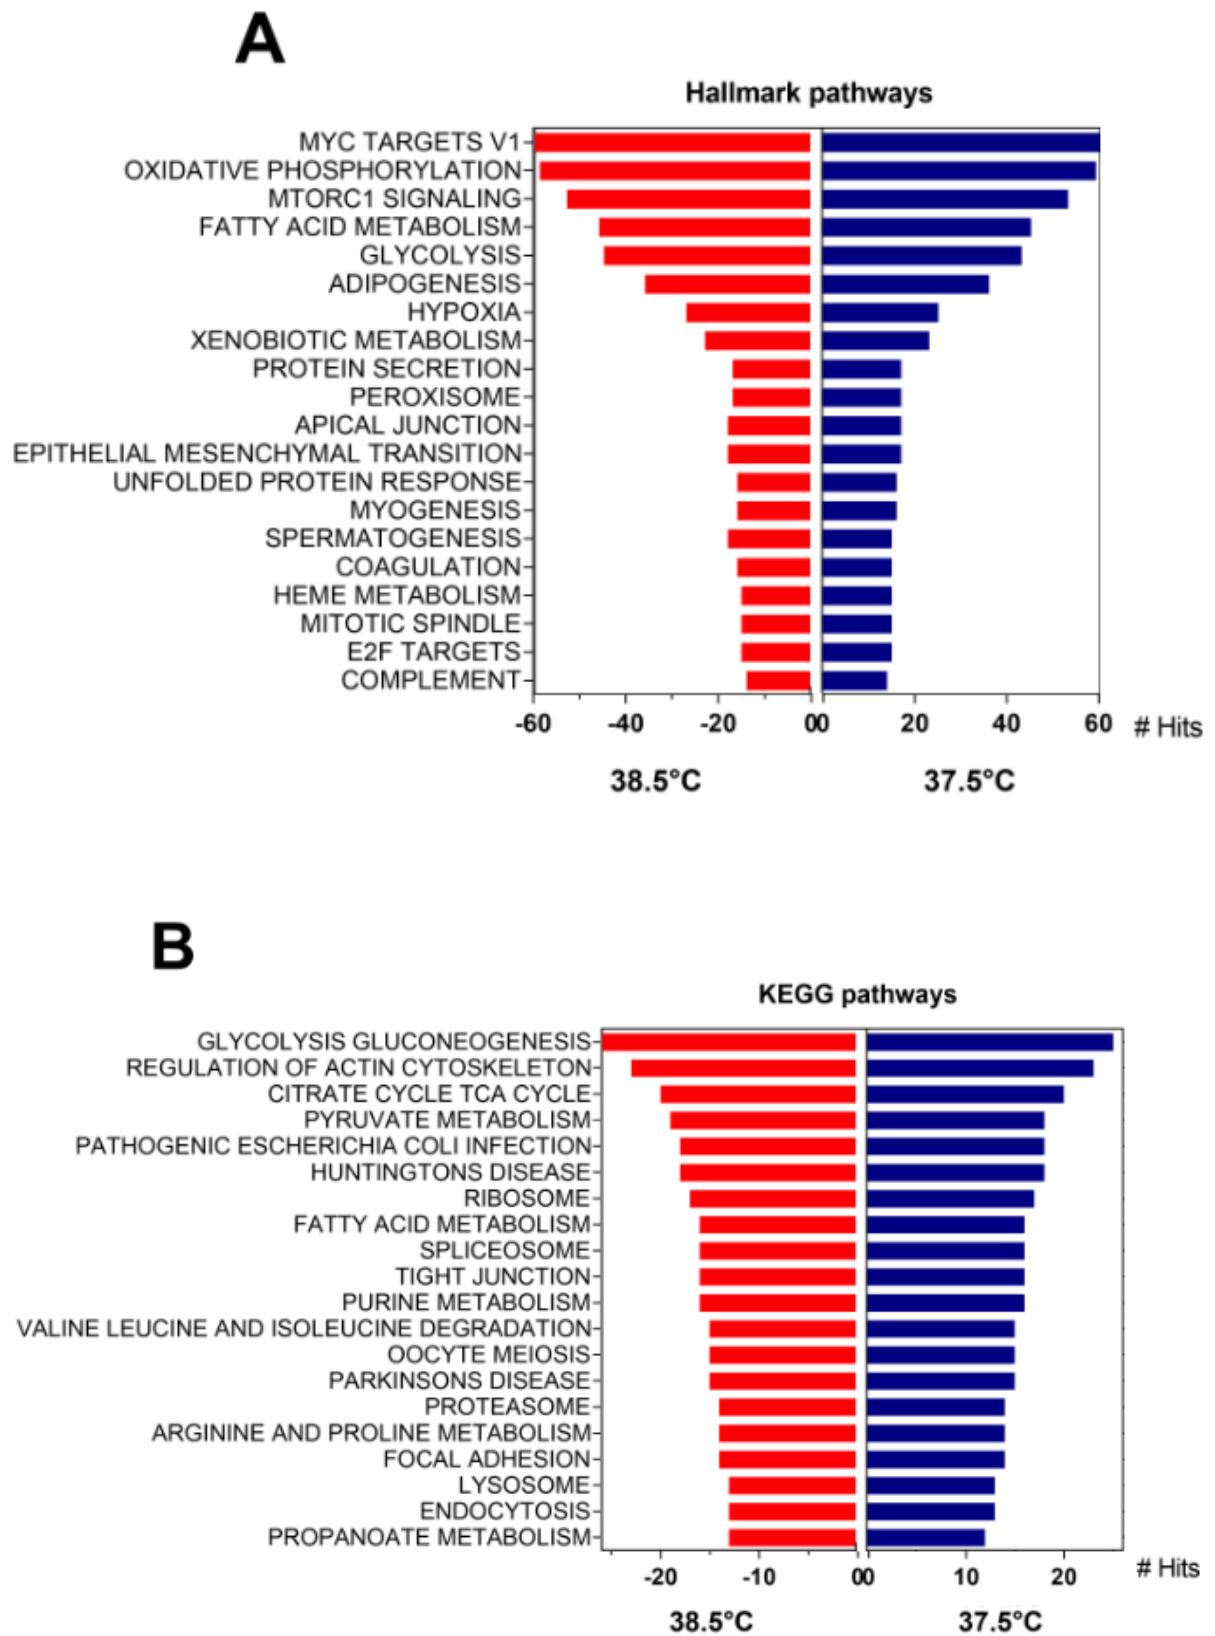 A
Hallmark pathways
MYC TARGETS V1
OXIDATIVE PHOSPHORYLATION
MTORC1 SIGNALING
FATTY ACID METABOLISM
GLYCOLYSIS
ADIPOGENESIS
HYPOXIA
XENOBIOTIC METABOLISM
PROTEIN SECRETION
PEROXISOME
APICAL JUNCTION
EPITHELIAL MESENCHYMAL TRANSITION
UNFOLDED PROTEIN RESPONSE
MYOGENESIS
SPERMATOGENESIS
COAGULATION
HEME METABOLISM
MITOTIC SPINDLE
E2F TARGETS
COMPLEMENT
-60 -40 -20 0 0 20 40 60 # Hits
38.5°C 37.5°C
B
KEGG pathways
GLYCOLYSIS GLUCONEOGENESIS
REGULATION OF ACTIN CYTOSKELETON
CITRATE CYCLE TCA CYCLE
PYRUVATE METABOLISM
PATHOGENIC ESCHERICHIA COLI INFECTION
HUNTINGTONS DISEASE
RIBOSOME
FATTY ACID METABOLISM
SPLICEOSOME
TIGHT JUNCTION
PURINE METABOLISM
VALINE LEUCINE AND ISOLEUCINE DEGRADATION
OOCYTE MEIOSIS
PARKINSONS DISEASE
PROTEASOME
ARGININE AND PROLINE METABOLISM
FOCAL ADHESION
LYSOSOME
ENDOCYTOSIS
PROPANOATE METABOLISM
-20 -10 0 0 10 20 # Hits
38.5°C 37.5°C